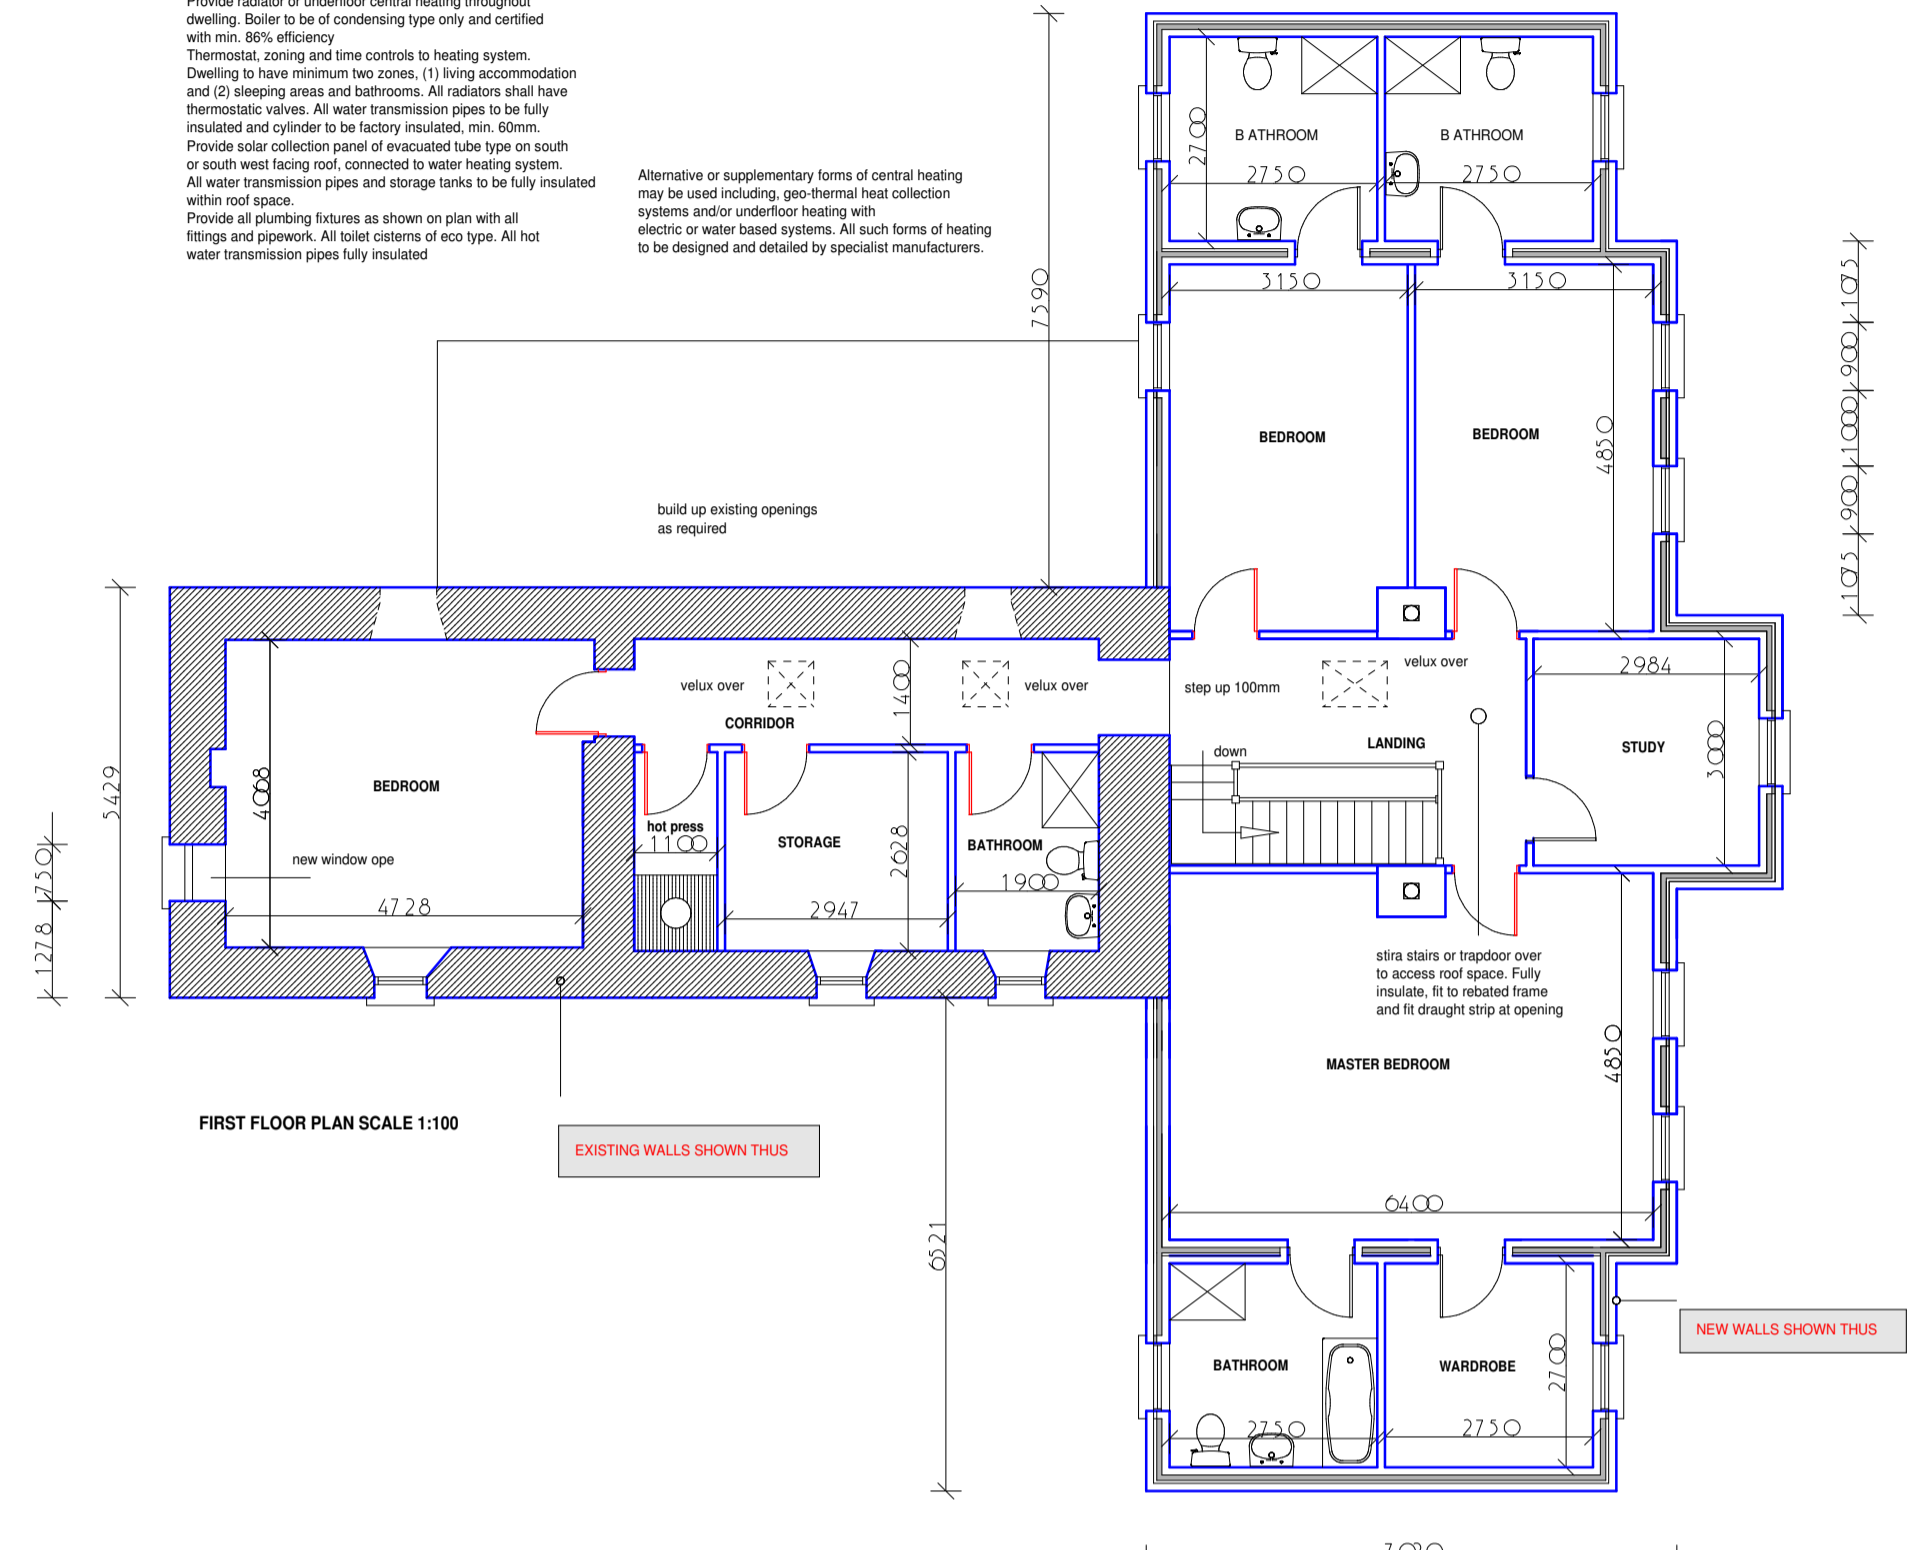 Provide radiator or underfloor central heating throughout
dwelling. Boiler to be of condensing type only and certified
with min. 86% efficiency
Thermostat, zoning and time controls to heating system.
Dwelling to have minimum two zones, (1) living accommodation
and (2) sleeping areas and bathrooms. All radiators shall have
thermostatic valves. All water transmission pipes to be fully
insulated and cylinder to be factory insulated, min. 60mm.
Provide solar collection panel of evacuated tube type on south
or south west facing roof, connected to water heating system.
All water transmission pipes and storage tanks to be fully insulated
within roof space.
Provide all plumbing fixtures as shown on plan with all
fittings and pipework. All toilet cisterns of eco type. All hot
water transmission pipes fully insulated
Alternative or supplementary forms of central heating
may be used including, geo-thermal heat collection
systems and/or underfloor heating with
electric or water based systems. All such forms of heating
to be designed and detailed by specialist manufacturers.
7590
2700
B ATHROOM
2750
B ATHROOM
2750
3150
3150
BEDROOM
BEDROOM
4850
1075
900
1000
900
1075
build up existing openings
as required
5429
750
1278
4068
BEDROOM
new window ope
4728
velux over
CORRIDOR
1400
velux over
hot press
1100
STORAGE
2947
2628
BATHROOM
1900
step up 100mm
velux over
down
LANDING
2984
STUDY
3000
stira stairs or trapdoor over
to access roof space. Fully
insulate, fit to rebated frame
and fit draught strip at opening
MASTER BEDROOM
4850
6400
FIRST FLOOR PLAN SCALE 1:100
EXISTING WALLS SHOWN THUS
6521
BATHROOM
2750
WARDROBE
2750
2700
NEW WALLS SHOWN THUS